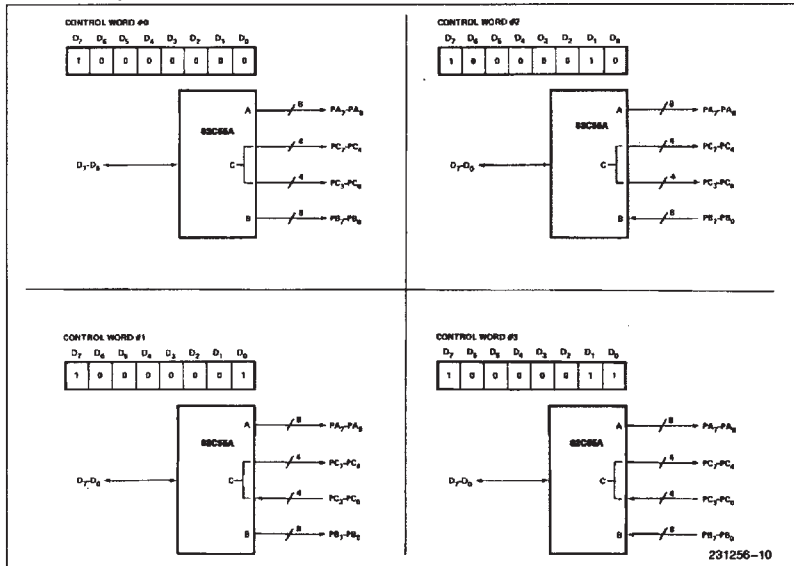 CONTROL WORD #0
D7 D6 D5 D4 D3 D2 D1 D0
1 0 0 0 0 0 0 0
82C55A
A
8
PA7-PA0
4
PC7-PC4
D7-D0
C
4
PC3-PC0
B
8
PB7-PB0
CONTROL WORD #2
D7 D6 D5 D4 D3 D2 D1 D0
1 0 0 0 0 0 1 0
82C55A
A
8
PA7-PA0
4
PC7-PC4
D7-D0
C
4
PC3-PC0
B
8
PB7-PB0
CONTROL WORD #1
D7 D6 D5 D4 D3 D2 D1 D0
1 0 0 0 0 0 0 1
82C55A
A
8
PA7-PA0
4
PC7-PC4
D7-D0
C
4
PC3-PC0
B
8
PB7-PB0
CONTROL WORD #3
D7 D6 D5 D4 D3 D2 D1 D0
1 0 0 0 0 0 1 1
82C55A
A
8
PA7-PA0
4
PC7-PC4
D7-D0
C
4
PC3-PC0
B
8
PB7-PB0
231256-10